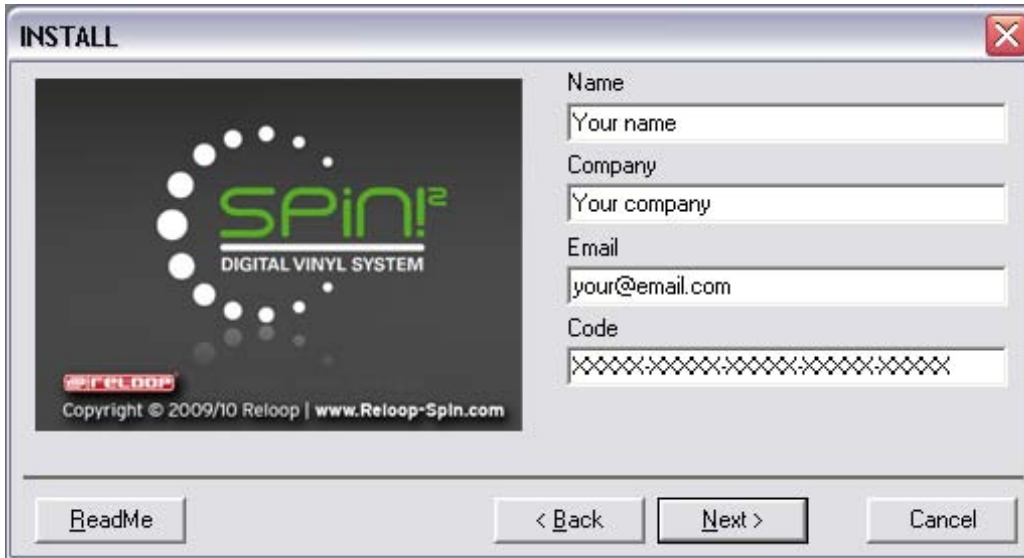 INSTALL
SPiN!²
DIGITAL VINYL SYSTEM
RELOOP
Copyright © 2009/10 Reloop | www.Reloop-Spin.com
Name
Your name
Company
Your company
Email
your@email.com
Code
XXXXX-XXXXX-XXXXX-XXXXX-XXXXX
ReadMe
< Back
Next >
Cancel